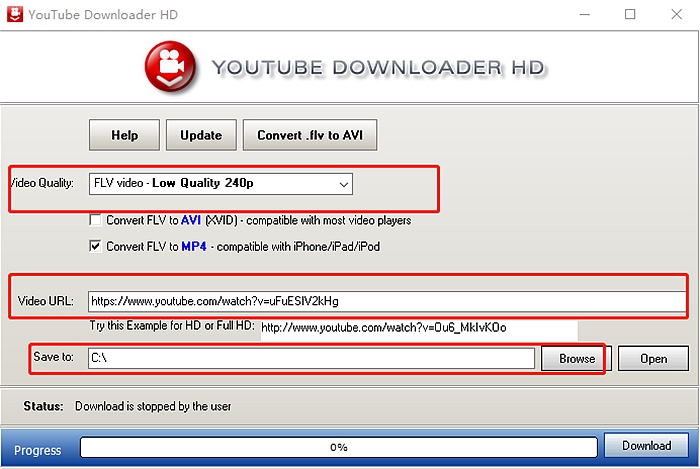 YouTube Downloader HD
YOUTUBE DOWNLOADER HD
Help Update Convert .flv to AVI
Video Quality: FLV video - Low Quality 240p
Convert FLV to AVI (XVID) - compatible with most video players
Convert FLV to MP4 - compatible with iPhone/iPad/iPod
Video URL: https://www.youtube.com/watch?v=uFuESlV2kHg
Try this Example for HD or Full HD: http://www.youtube.com/watch?v=Ou6_MkIvKOo
Save to: C:\ Browse Open
Status: Download is stopped by the user
Progress 0% Download